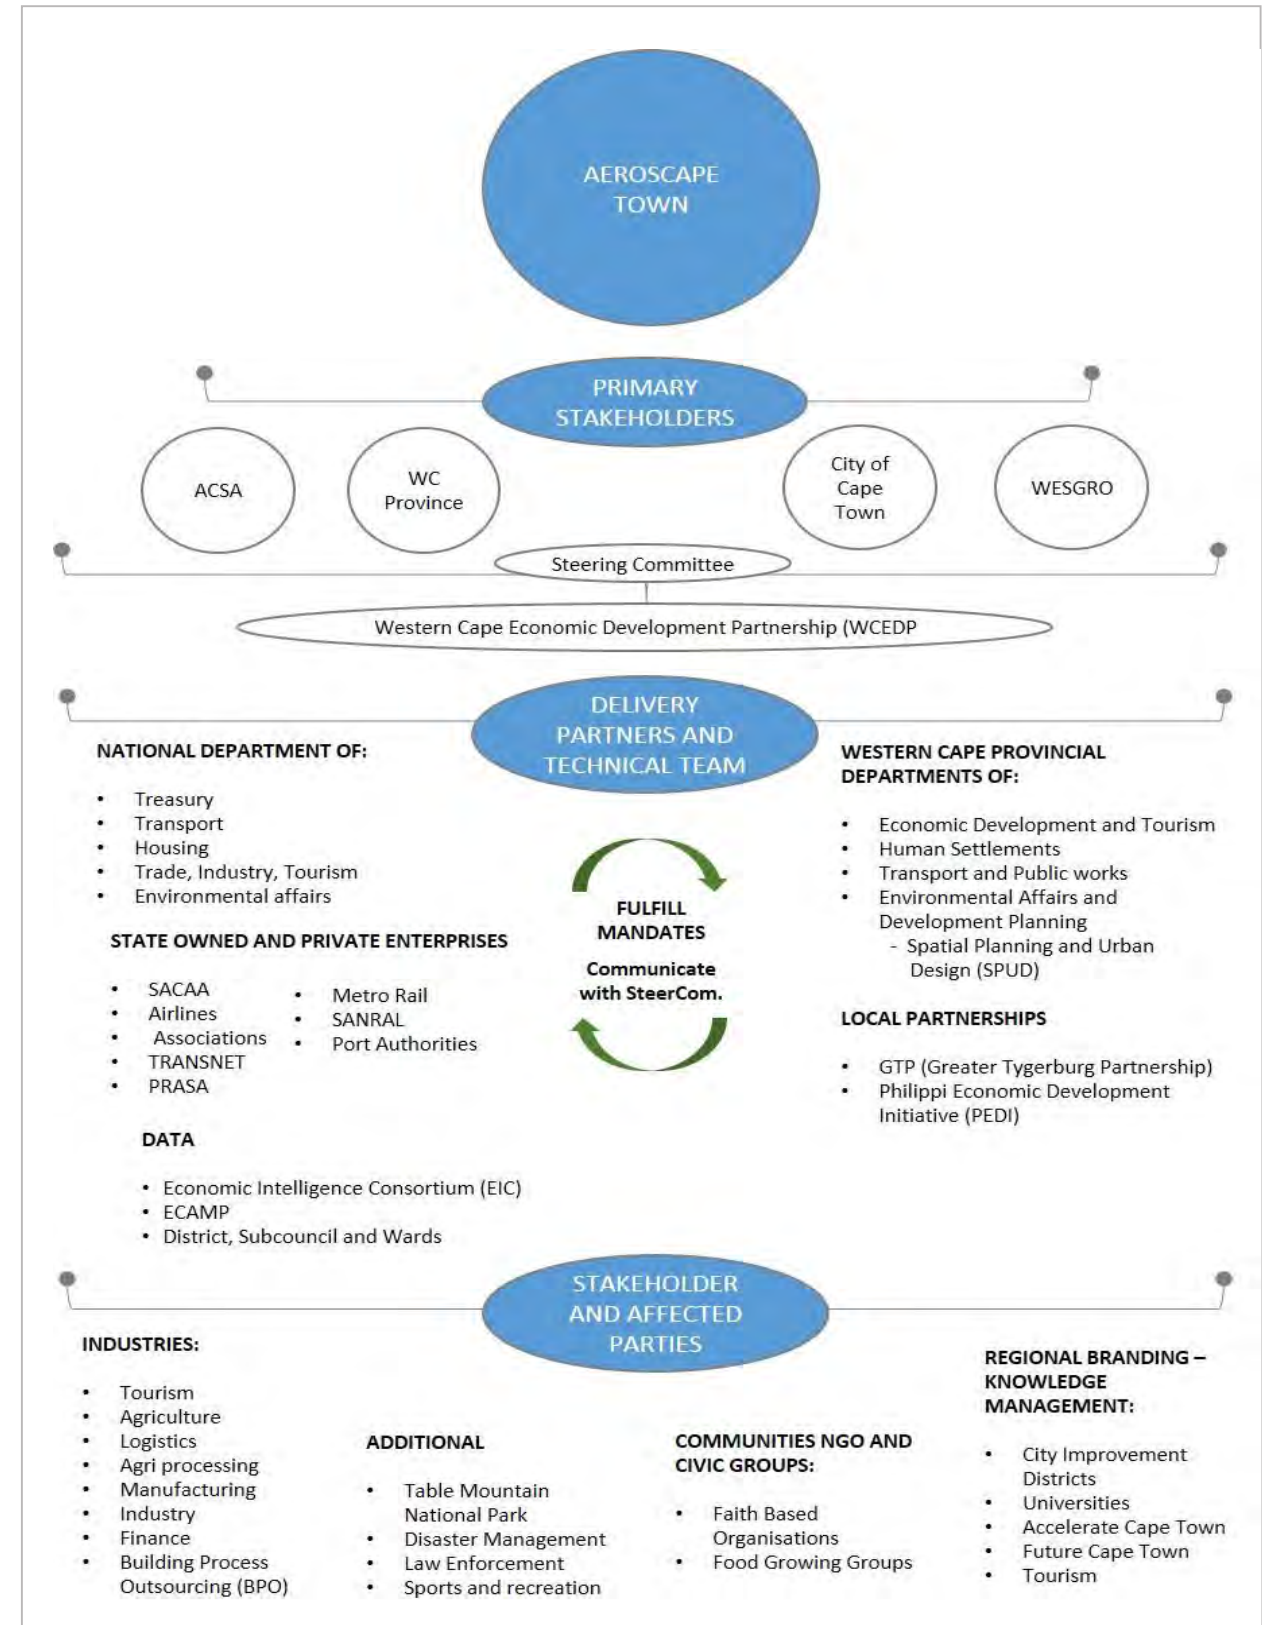 AEROSCAPE
TOWN
PRIMARY
STAKEHOLDERS
ACSA
WC
Province
City of
Cape
Town
WESGRO
Steering Committee
Western Cape Economic Development Partnership (WCEDP
DELIVERY
PARTNERS AND
TECHNICAL TEAM
NATIONAL DEPARTMENT OF:
• Treasury
• Transport
• Housing
• Trade, Industry, Tourism
• Environmental affairs
STATE OWNED AND PRIVATE ENTERPRISES
• SACAA
• Airlines
• Associations
• TRANSNET
• PRASA
• Metro Rail
• SANRAL
• Port Authorities
DATA
• Economic Intelligence Consortium (EIC)
• ECAMP
• District, Subcouncil and Wards
FULFILL
MANDATES
Communicate
with SteerCom.
WESTERN CAPE PROVINCIAL
DEPARTMENTS OF:
• Economic Development and Tourism
• Human Settlements
• Transport and Public works
• Environmental Affairs and
Development Planning
- Spatial Planning and Urban
Design (SPUD)
LOCAL PARTNERSHIPS
• GTP (Greater Tygerburg Partnership)
• Philippi Economic Development
Initiative (PEDI)
STAKEHOLDER
AND AFFECTED
PARTIES
INDUSTRIES:
• Tourism
• Agriculture
• Logistics
• Agri processing
• Manufacturing
• Industry
• Finance
• Building Process
Outsourcing (BPO)
ADDITIONAL
• Table Mountain
National Park
• Disaster Management
• Law Enforcement
• Sports and recreation
COMMUNITIES NGO AND
CIVIC GROUPS:
• Faith Based
Organisations
• Food Growing Groups
REGIONAL BRANDING –
KNOWLEDGE
MANAGEMENT:
• City Improvement
Districts
• Universities
• Accelerate Cape Town
• Future Cape Town
• Tourism